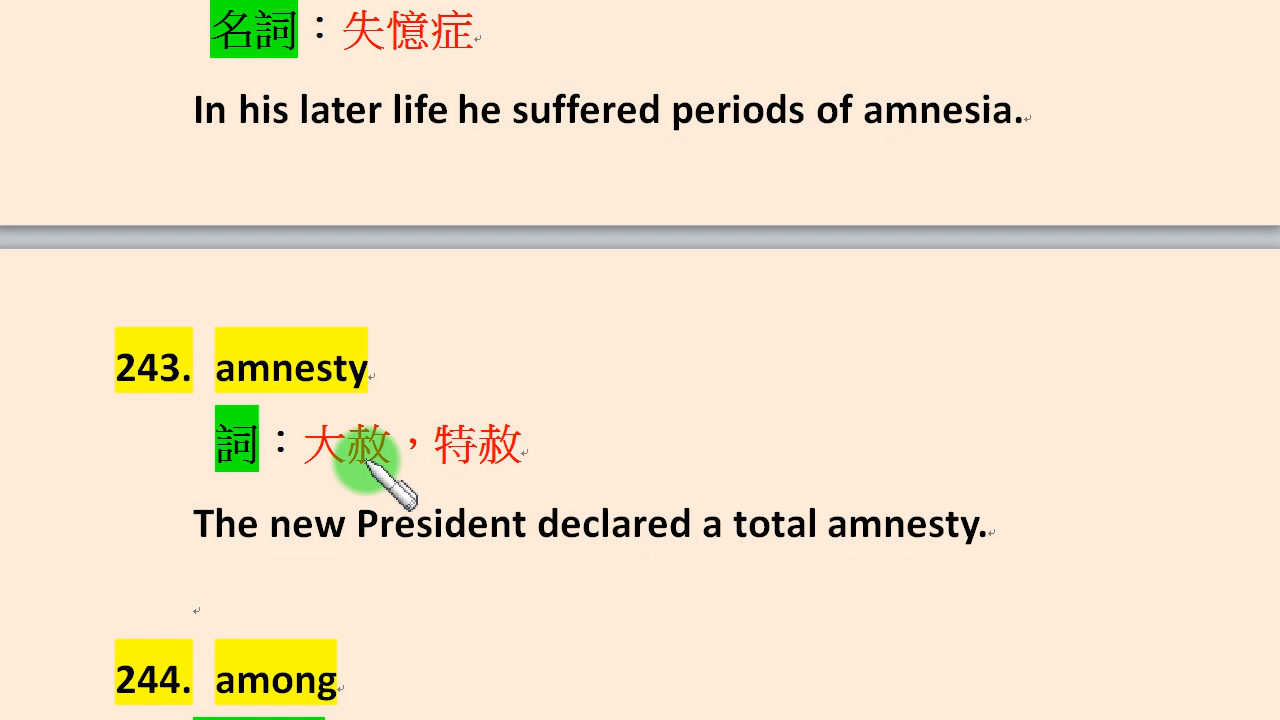 名詞：失憶症
In his later life he suffered periods of amnesia.
243. amnesty
詞：大赦，特赦
The new President declared a total amnesty.
244. among